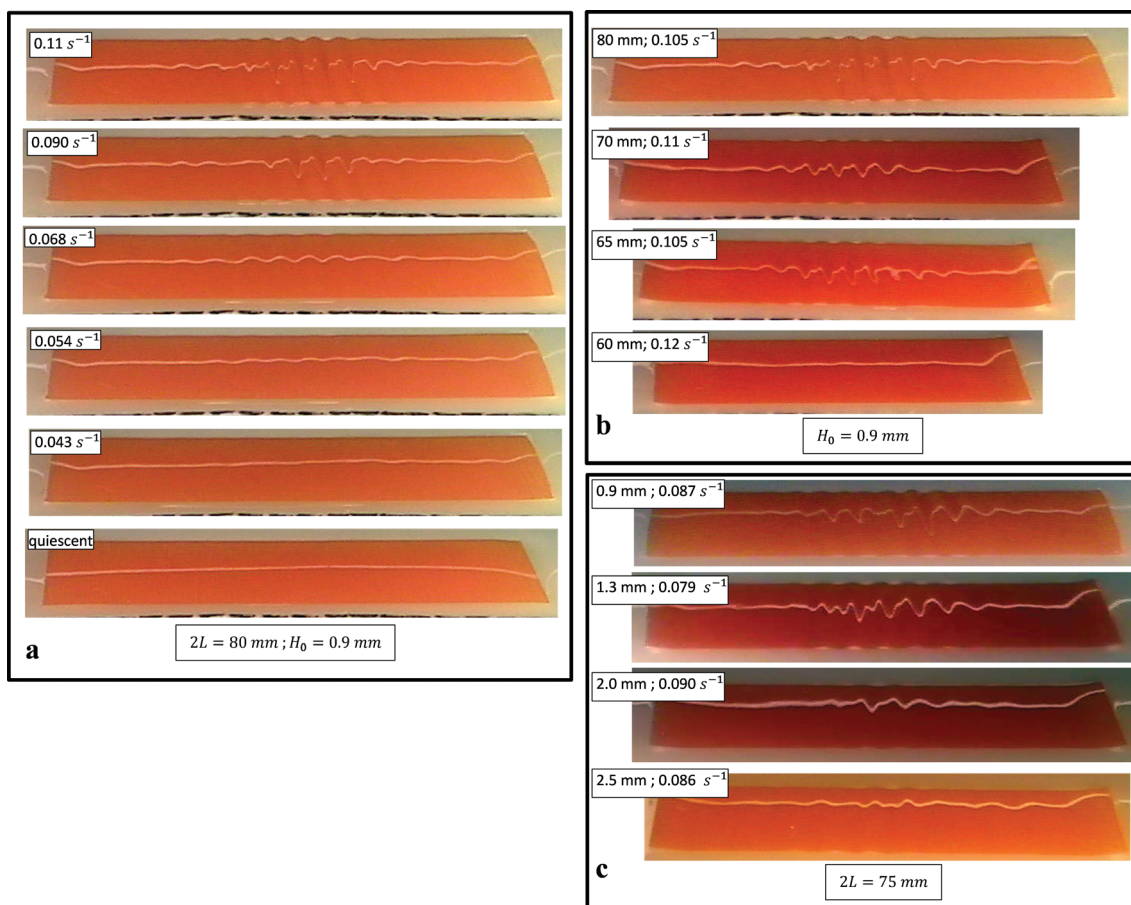 0.11 s⁻¹
0.090 s⁻¹
0.068 s⁻¹
0.054 s⁻¹
0.043 s⁻¹
quiescent
a
2L = 80 mm ; H₀ = 0.9 mm
80 mm; 0.105 s⁻¹
70 mm; 0.11 s⁻¹
65 mm; 0.105 s⁻¹
60 mm; 0.12 s⁻¹
b
H₀ = 0.9 mm
0.9 mm ; 0.087 s⁻¹
1.3 mm ; 0.079 s⁻¹
2.0 mm ; 0.090 s⁻¹
2.5 mm ; 0.086 s⁻¹
c
2L = 75 mm